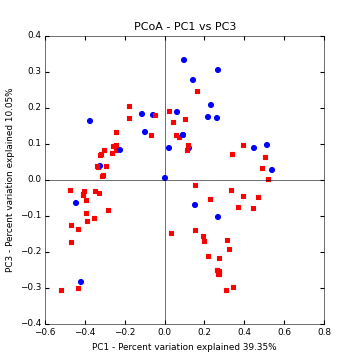 PCoA - PC1 vs PC3
0.4
0.3
0.2
0.1
0.0
−0.1
−0.2
−0.3
−0.4
−0.6 −0.4 −0.2 0.0 0.2 0.4 0.6 0.8
PC3 - Percent variation explained 10.05%
PC1 - Percent variation explained 39.35%